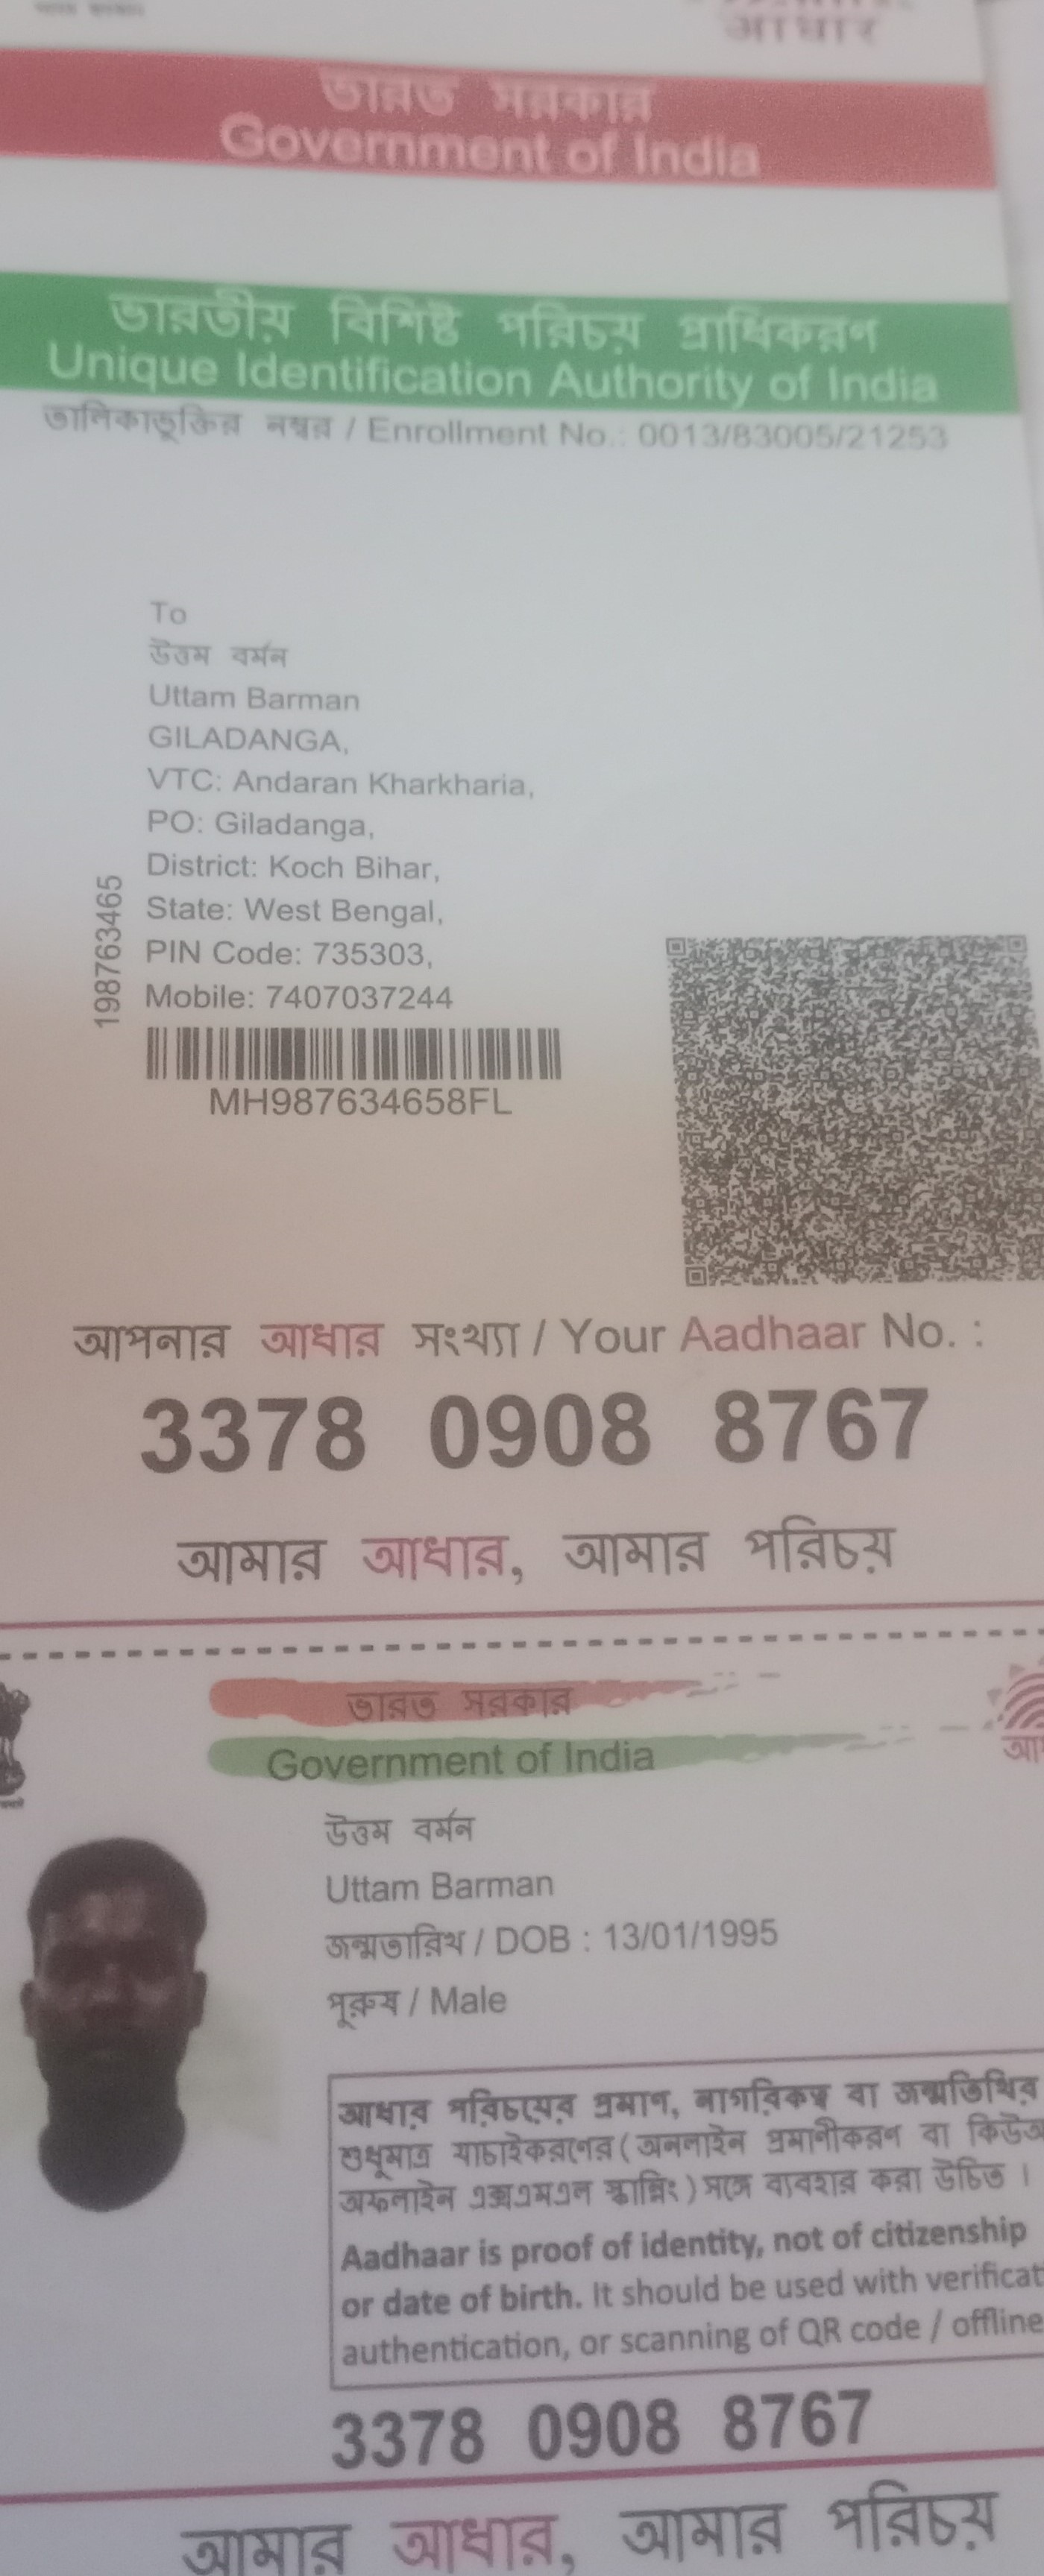 आधार
ভারত সরকার
Government of India
ভারতীয় বিশিষ্ট পরিচয় প্রাধিকরণ
Unique Identification Authority of India
তালিকাভুক্তির নম্বর / Enrollment No.: 0013/83005/21253
To
উত্তম বর্মন
Uttam Barman
GILADANGA,
VTC: Andaran Kharkharia,
PO: Giladanga,
District: Koch Bihar,
State: West Bengal,
PIN Code: 735303,
Mobile: 7407037244
198763465
MH987634658FL
আপনার আধার সংখ্যা / Your Aadhaar No. :
3378 0908 8767
আমার আধার, আমার পরিচয়
ভারত সরকার
Government of India
উত্তম বর্মন
Uttam Barman
জন্মতারিখ / DOB : 13/01/1995
পুরুষ / Male
আধার পরিচয়ের প্রমাণ, নাগরিকত্ব বা জন্মতিথির
শুধুমাত্র যাচাইকরণের (অনলাইন প্রমাণীকরণ বা
অফলাইন এক্সএমএল স্ক্যানিং) সঙ্গে ব্যবহার করা উচিত ।
Aadhaar is proof of identity, not of citizenship
or date of birth. It should be used with verificat
authentication, or scanning of QR code / offline
3378 0908 8767
আমার আধার, আমার পরিচয়